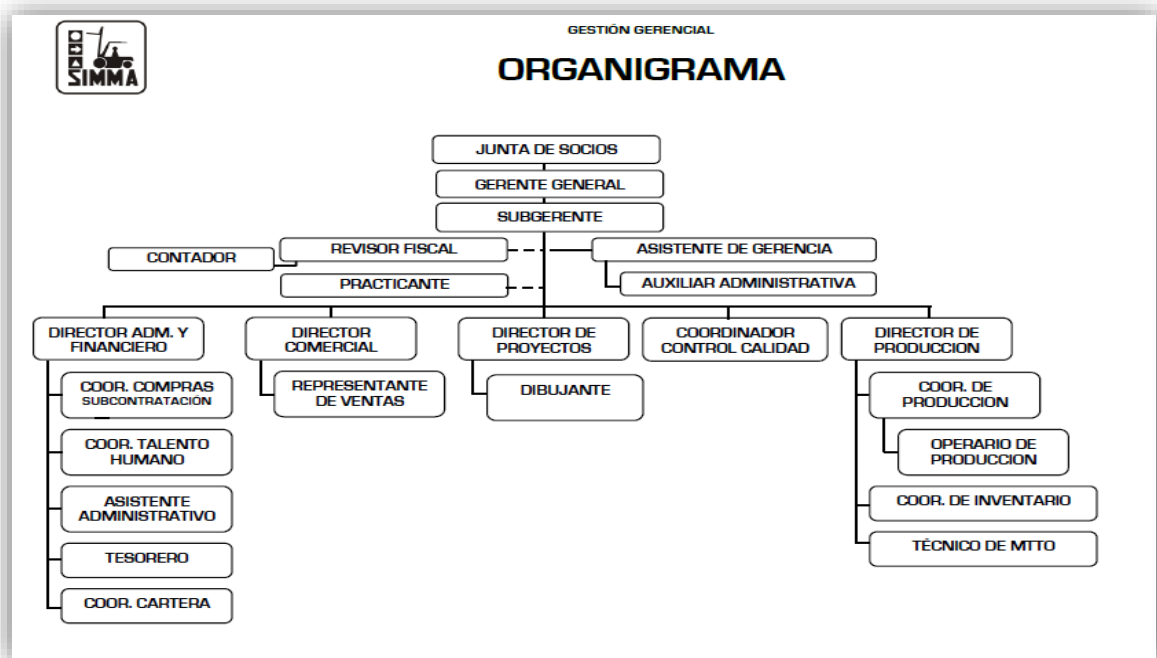 GESTIÓN GERENCIAL
SIMMA
ORGANIGRAMA
JUNTA DE SOCIOS
GERENTE GENERAL
SUBGERENTE
CONTADOR
REVISOR FISCAL
ASISTENTE DE GERENCIA
PRACTICANTE
AUXILIAR ADMINISTRATIVA
DIRECTOR ADM. Y
FINANCIERO
DIRECTOR
COMERCIAL
DIRECTOR DE
PROYECTOS
COORDINADOR
CONTROL CALIDAD
DIRECTOR DE
PRODUCCION
COOR. COMPRAS
SUBCONTRATACIÓN
COOR. TALENTO
HUMANO
ASISTENTE
ADMINISTRATIVO
TESORERO
COOR. CARTERA
REPRESENTANTE
DE VENTAS
DIBUJANTE
COOR. DE
PRODUCCION
OPERARIO DE
PRODUCCION
COOR. DE INVENTARIO
TÉCNICO DE MTTO